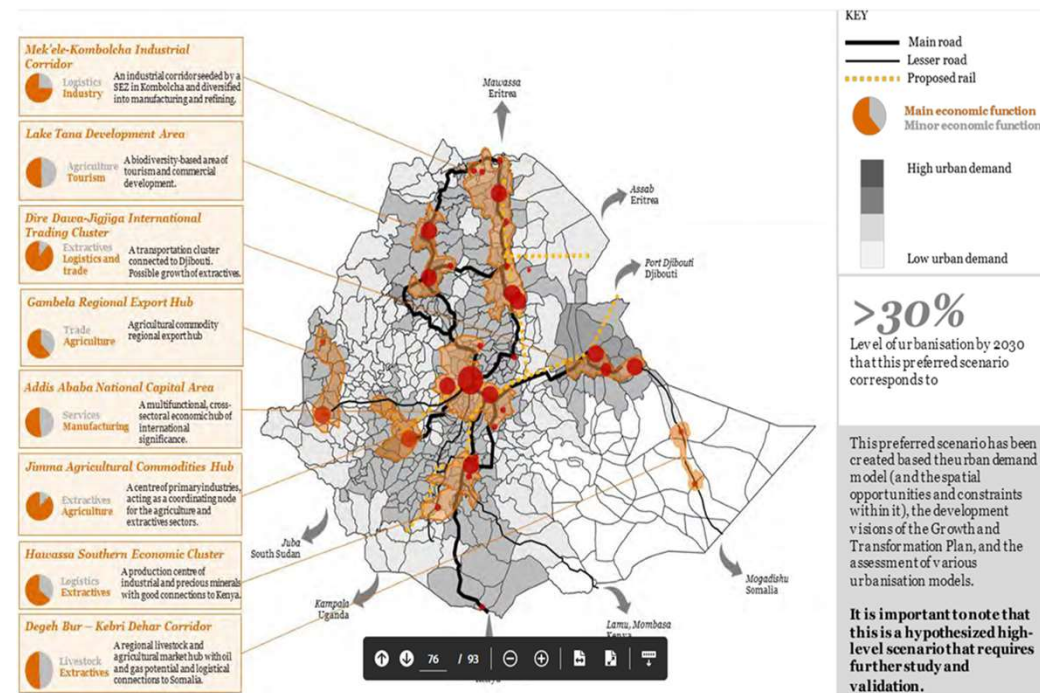 Mek'ele-Kombolcha Industrial
Corridor
Logistics
Industry
An industrial corridor seeded by a
SEZ in Kombolcha and diversified
into manufacturing and refining.
Lake Tana Development Area
Agriculture
Tourism
A biodiversity-based area of
tourism and commercial
development.
Dire Dawa-Jigjiga International
Trading Cluster
Extractives
Logistics and
trade
A transportation cluster
connected to Djibouti.
Possible growth of extractives.
Gambela Regional Export Hub
Trade
Agriculture
Agricultural commodity
regional export hub
Addis Ababa National Capital Area
Services
Manufacturing
A multifunctional, cross-
sectoral economic hub of
international
significance.
Jimma Agricultural Commodities Hub
Extractives
Agriculture
A centre of primary industries,
acting as a coordinating node
for the agriculture and
extractives sectors.
Hawassa Southern Economic Cluster
Logistics
Extractives
A production centre of
industrial and precious minerals
with good connections to Kenya.
Degeh Bur – Kebri Dehar Corridor
Livestock
Extractives
A regional livestock and
agricultural market hub with oil
and gas potential and logistical
connections to Somalia.
Mawassa
Eritrea
Assab
Eritrea
Port Djibouti
Djibouti
Juba
South Sudan
Kampala
Uganda
Lamu, Mombasa
Kenya
Mogadishu
Somalia
76 / 93
KEY
Main road
Lesser road
Proposed rail
Main economic function
Minor economic function
High urban demand
Low urban demand
>30%
Level of urbanisation by 2030
that this preferred scenario
corresponds to
This preferred scenario has been
created based the urban demand
model (and the spatial
opportunities and constraints
within it), the development
visions of the Growth and
Transformation Plan, and the
assessment of various
urbanisation models.
It is important to note that
this is a hypothesized high-
level scenario that requires
further study and
validation.